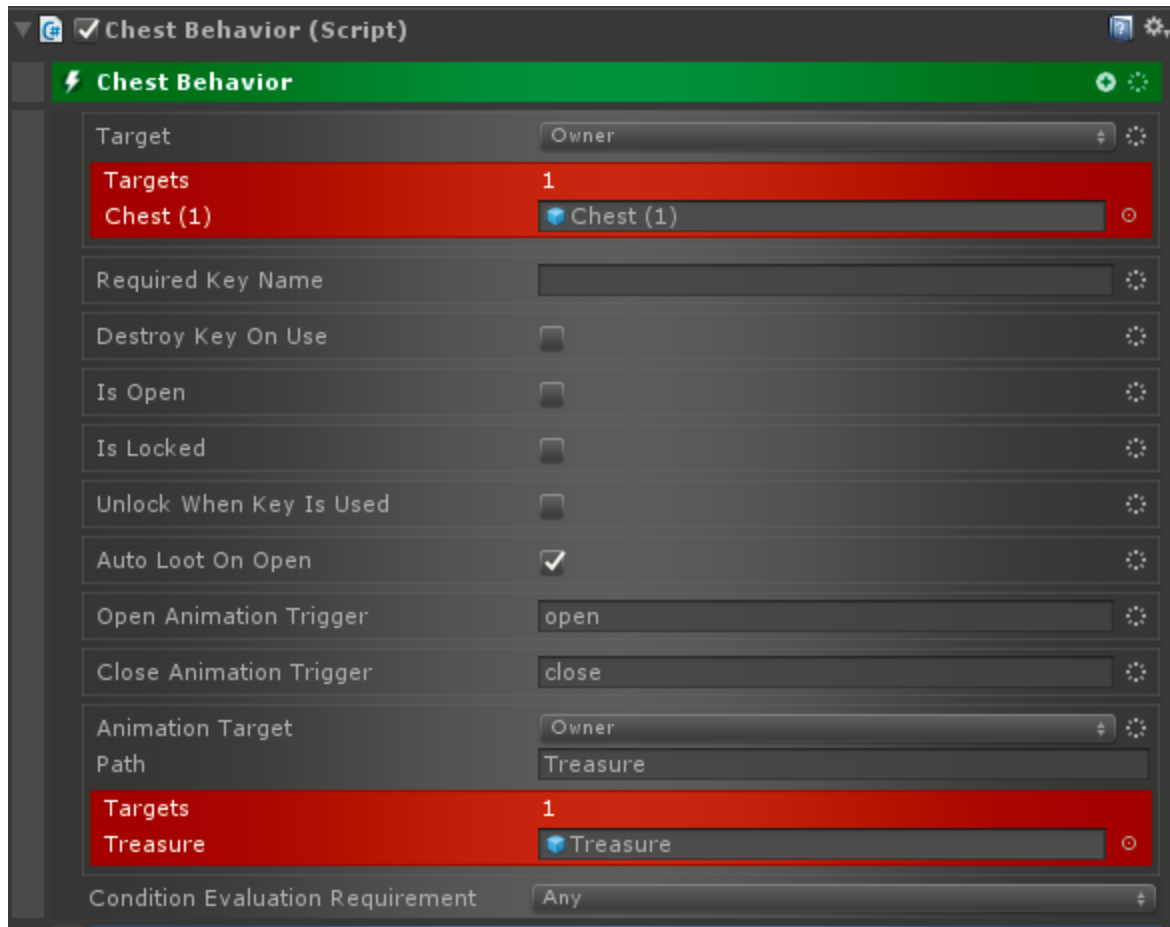 Chest Behavior (Script)
Chest Behavior
Target Owner
Targets 1
Chest (1) Chest (1)
Required Key Name
Destroy Key On Use
Is Open
Is Locked
Unlock When Key Is Used
Auto Loot On Open
Open Animation Trigger open
Close Animation Trigger close
Animation Target Owner
Path Treasure
Targets 1
Treasure Treasure
Condition Evaluation Requirement Any